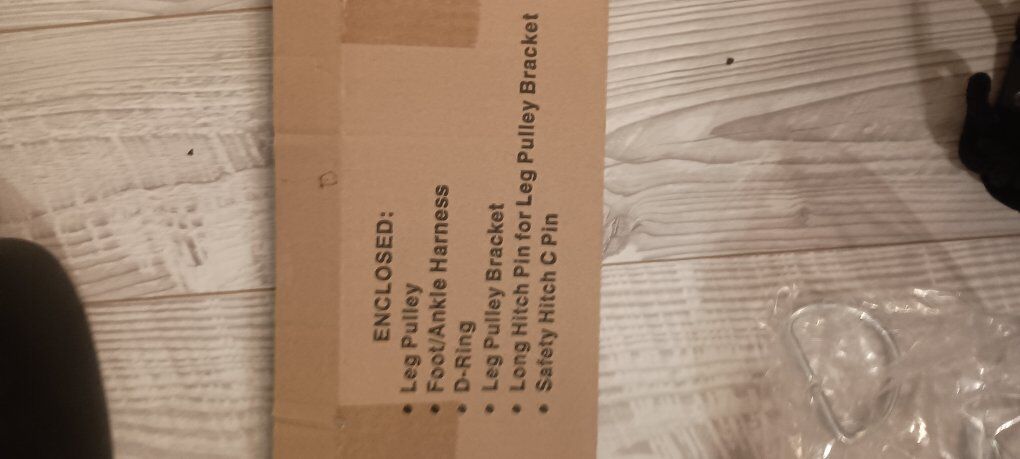 ENCLOSED:
• Leg Pulley
• Foot/Ankle Harness
• D-Ring
• Leg Pulley Bracket
• Long Hitch Pin for Leg Pulley Bracket
• Safety Hitch C Pin